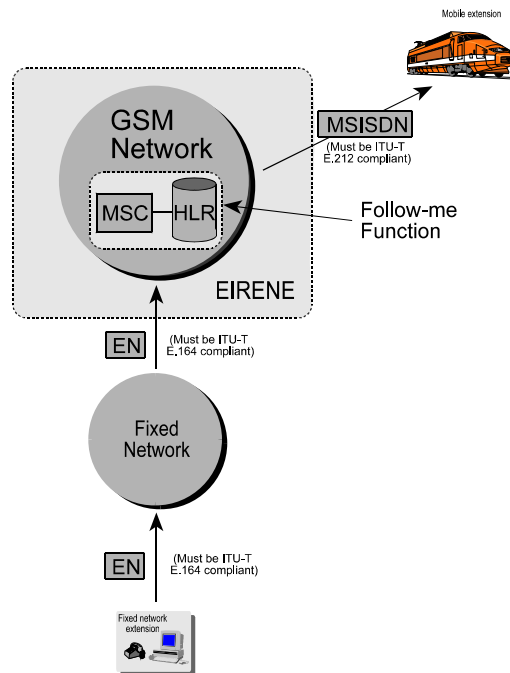 Mobile extension
GSM
Network
MSISDN
(Must be ITU-T
E.212 compliant)
MSC
HLR
Follow-me
Function
EIRENE
EN
(Must be ITU-T
E.164 compliant)
Fixed
Network
EN
(Must be ITU-T
E.164 compliant)
Fixed network
extension